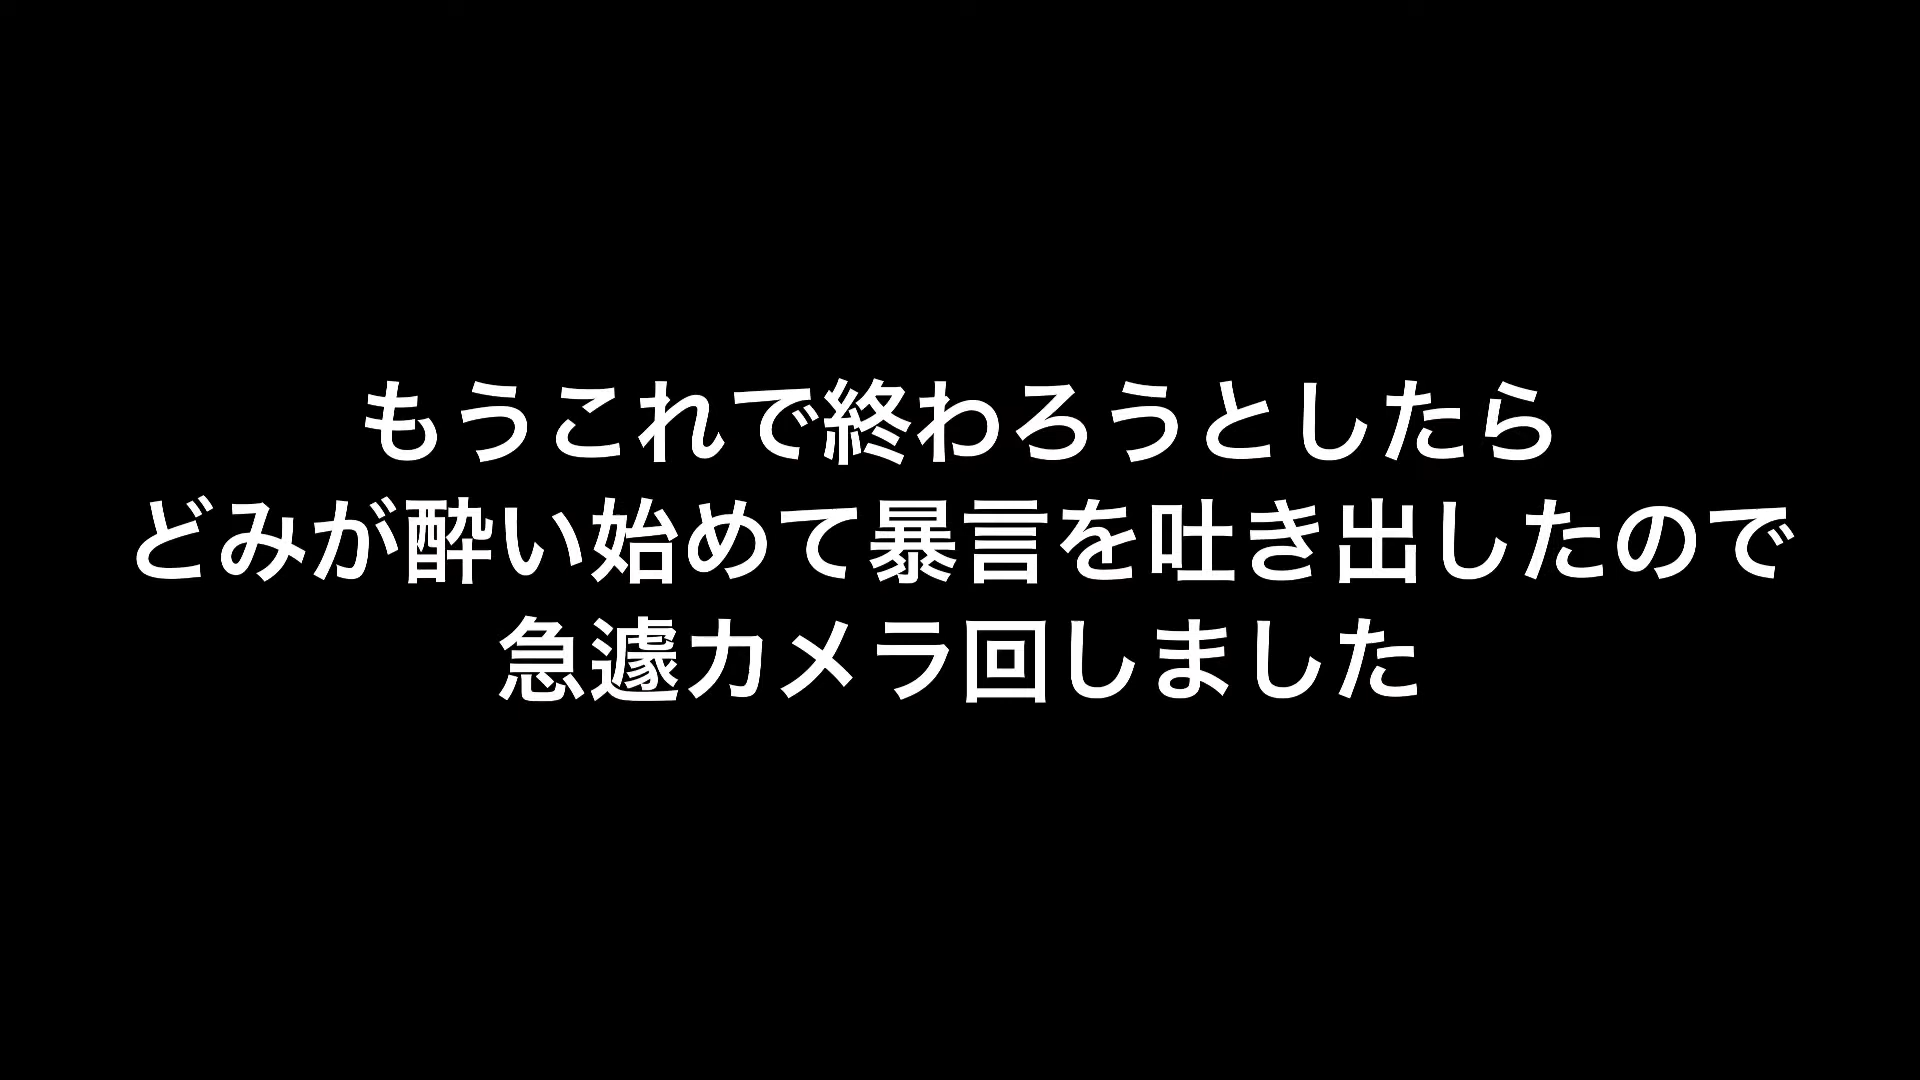 もうこれで終わろうとしたら
どみが酔い始めて暴言を吐き出したので
急遽カメラ回しました